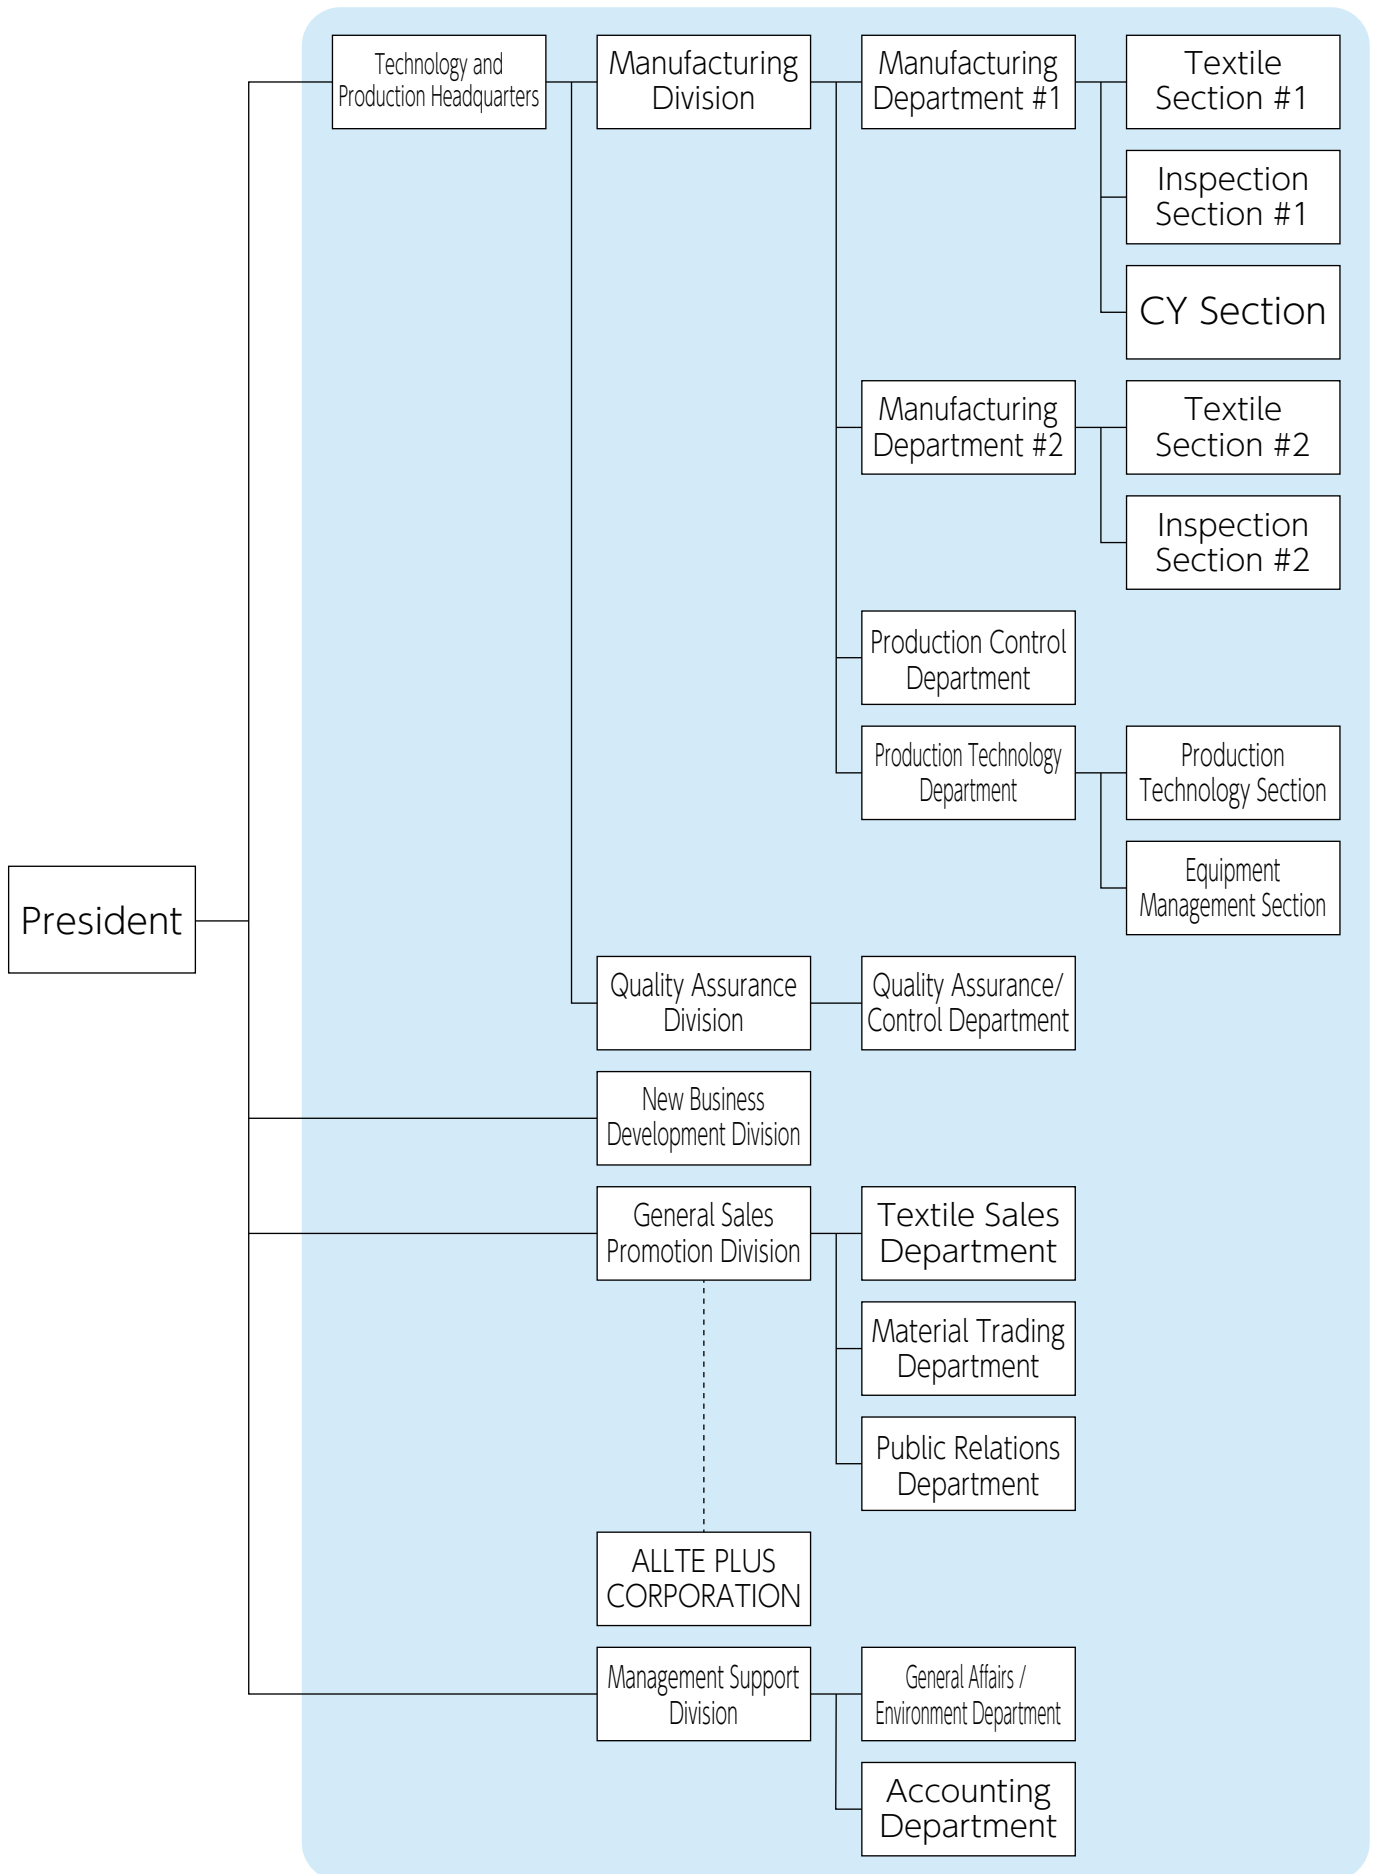 Technology and
Production Headquarters
Manufacturing
Division
Manufacturing
Department #1
Textile
Section #1
Inspection
Section #1
CY Section
Manufacturing
Department #2
Textile
Section #2
Inspection
Section #2
Production Control
Department
Production Technology
Department
Production
Technology Section
Equipment
Management Section
President
Quality Assurance
Division
Quality Assurance/
Control Department
New Business
Development Division
General Sales
Promotion Division
Textile Sales
Department
Material Trading
Department
Public Relations
Department
ALLTE PLUS
CORPORATION
Management Support
Division
General Affairs /
Environment Department
Accounting
Department